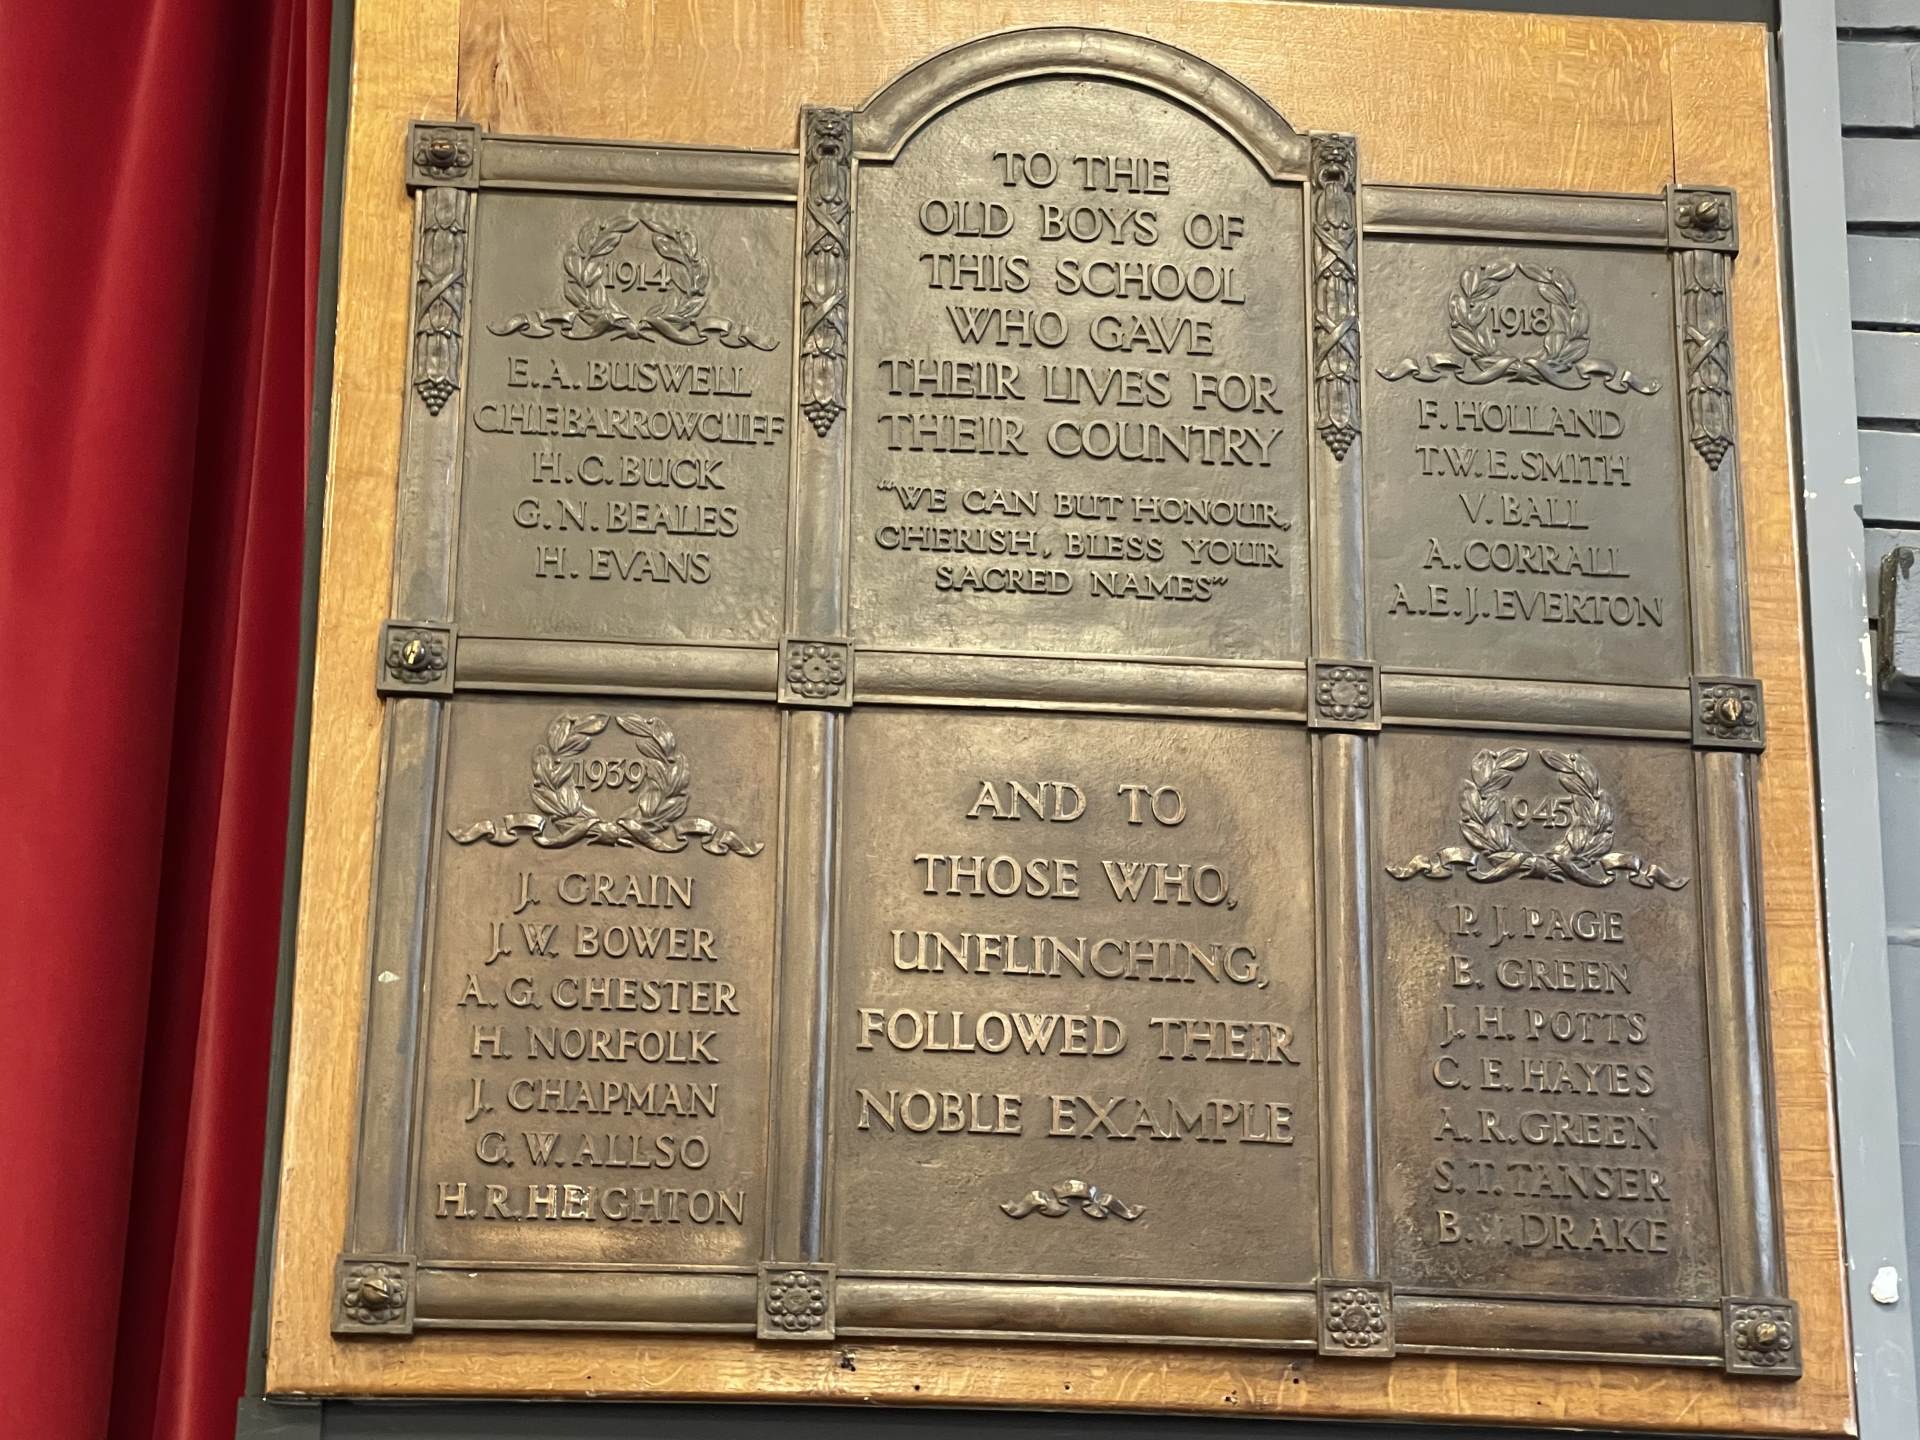 TO THE
OLD BOYS OF
THIS SCHOOL
WHO GAVE
THEIR LIVES FOR
THEIR COUNTRY
"WE CAN BUT HONOUR,
CHERISH, BLESS YOUR
SACRED NAMES"
1914
E. A. BUSWELL
C.H.F. BARROWCLIFF
H. C. BUCK
G. N. BEALES
H. EVANS
1918
F. HOLLAND
T. W. E. SMITH
V. BALL
A. CORRALL
A. E. J. EVERTON
1939
J. GRAIN
J. W. BOWER
A. G. CHESTER
H. NORFOLK
J. CHAPMAN
G. W. ALLSO
H. R. HEIGHTON
AND TO
THOSE WHO,
UNFLINCHING,
FOLLOWED THEIR
NOBLE EXAMPLE
1945
P. J. PAGE
B. GREEN
J. H. POTTS
C. E. HAYES
A. R. GREEN
S. T. TANSER
B. DRAKE